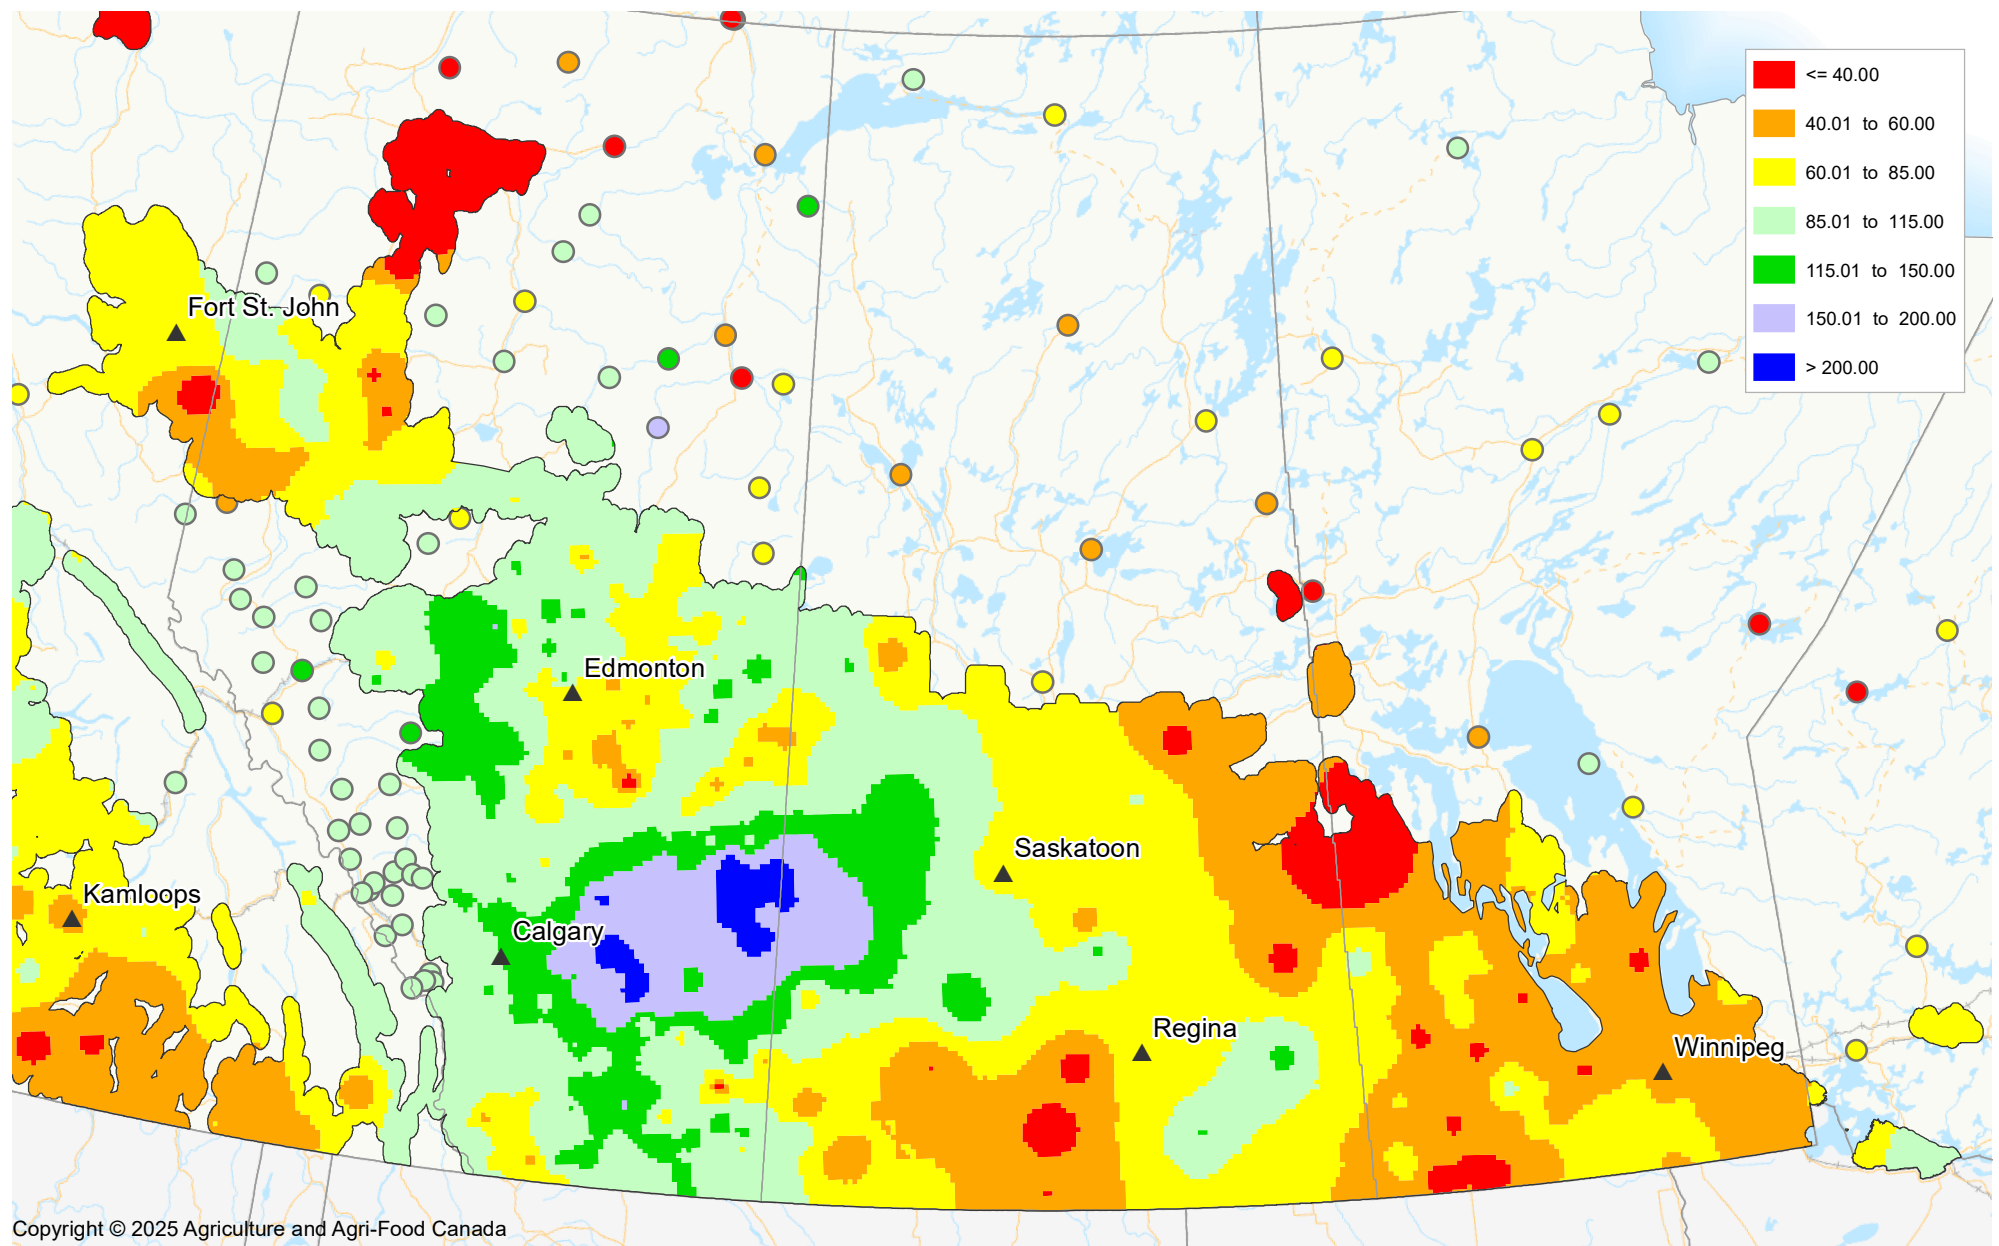 <= 40.00
40.01 to 60.00
60.01 to 85.00
85.01 to 115.00
115.01 to 150.00
150.01 to 200.00
> 200.00
Fort St. John
Edmonton
Saskatoon
Kamloops
Calgary
Regina
Winnipeg
Copyright © 2025 Agriculture and Agri-Food Canada